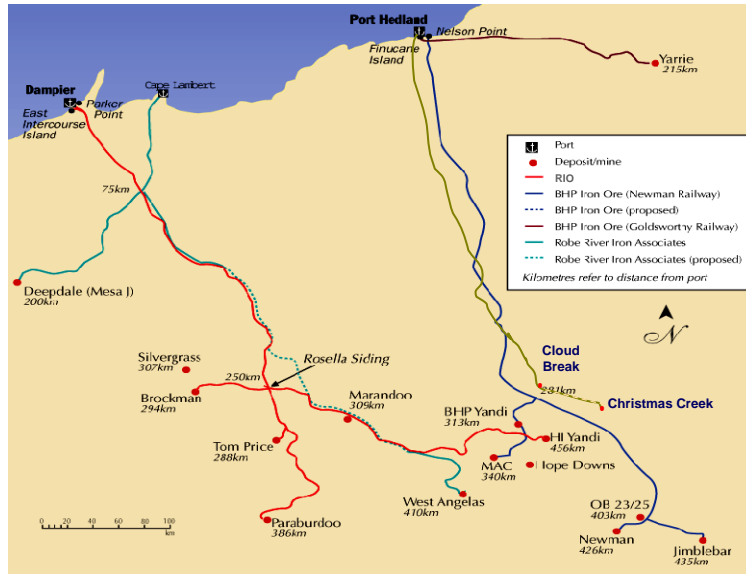 Port Hedland
Nelson Point
Finucane
Island
Yarrie
215km
Dampier
Cape Lambert
Parker
Point
East
Intercourse
Island
75km
Port
Deposit/mine
RIO
BHP Iron Ore (Newman Railway)
BHP Iron Ore (proposed)
BHP Iron Ore (Goldsworthy Railway)
Robe River Iron Associates
Robe River Iron Associates (proposed)
Kilometres refer to distance from port
N
Deepdale (Mesa J)
200km
Silvergrass
307km
Rosella Siding
250km
Brockman
294km
Marandoo
309km
Cloud
Break
281km
Christmas Creek
BHP Yandi
313km
HI Yandi
456km
Tom Price
288km
MAC
340km
Hope Downs
West Angelas
410km
OB 23/25
403km
Paraburdoo
386km
Newman
426km
Jimblebar
435km
0 20 40 60 80 100
km